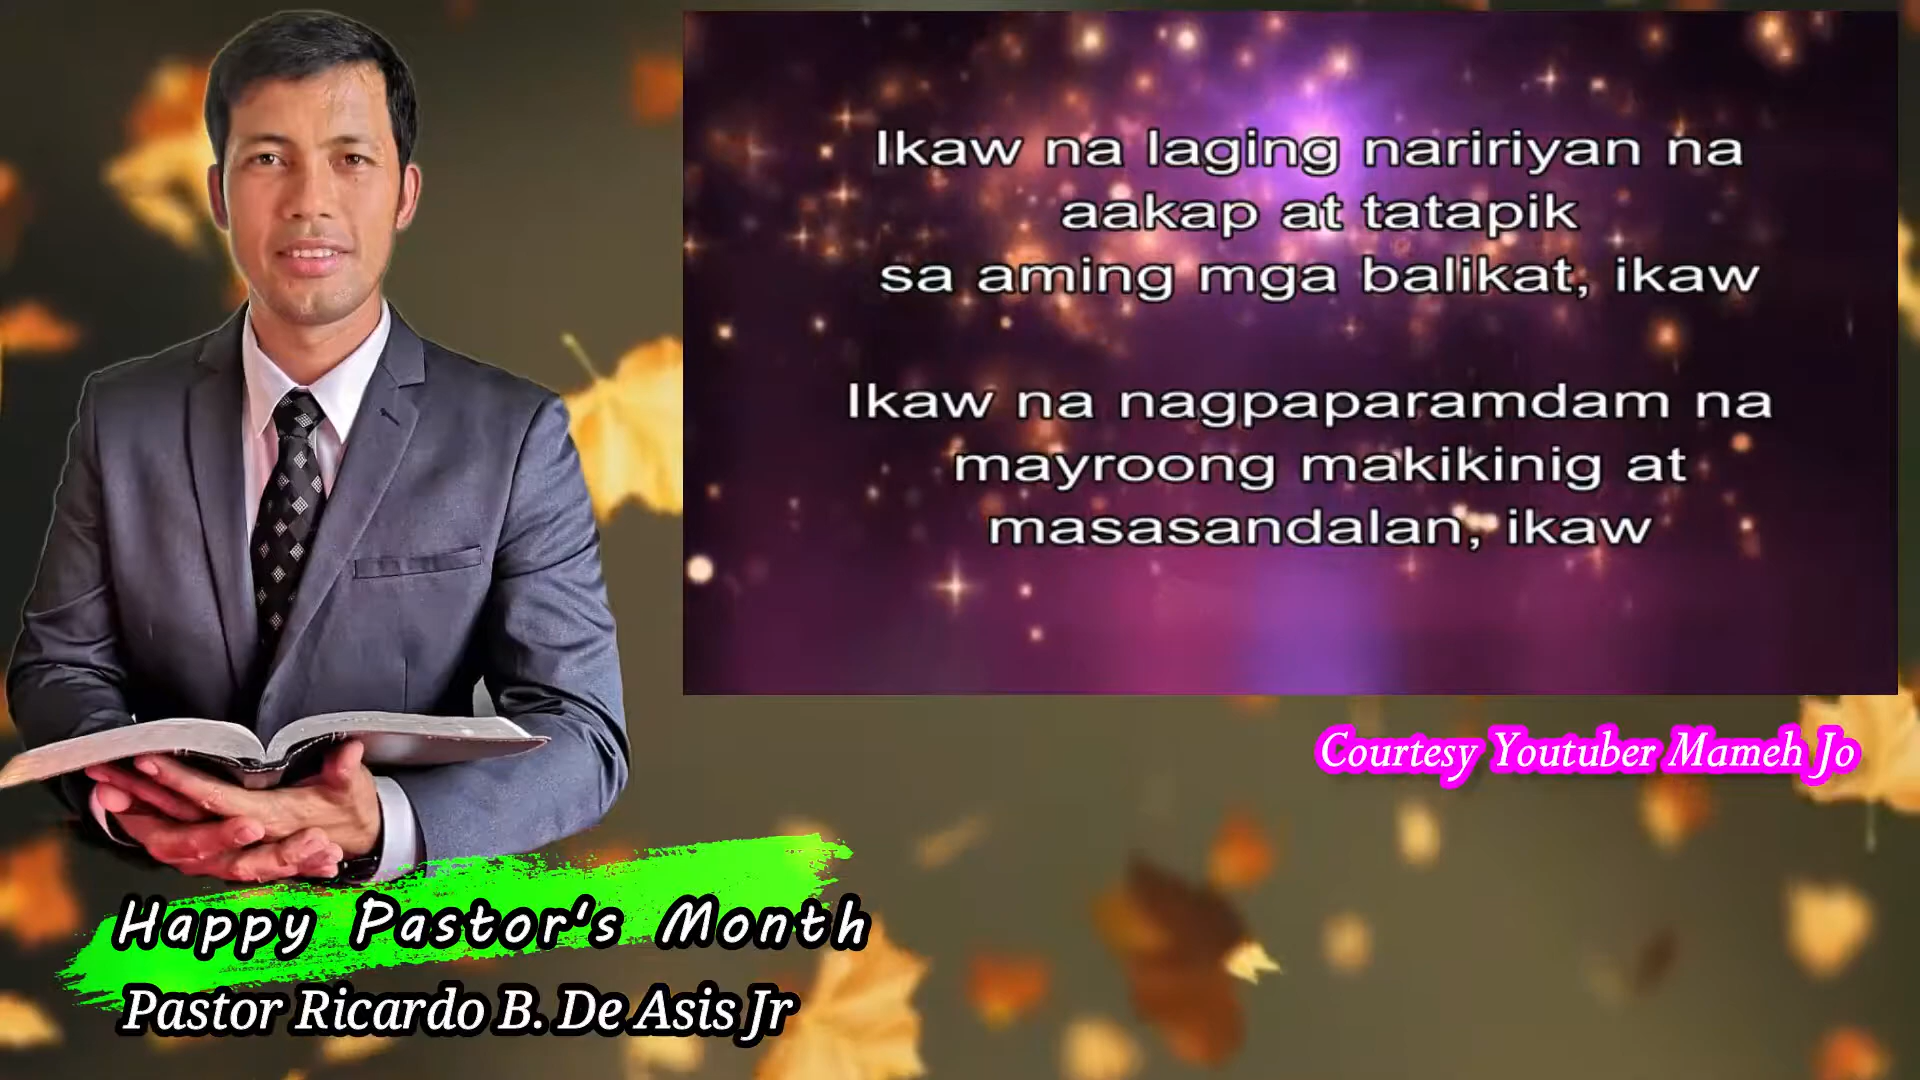 Ikaw na laging naririyan na
aakap at tatapik
sa aming mga balikat, ikaw
Ikaw na nagpaparamdam na
mayroong makikinig at
masasandalan, ikaw
Courtesy Youtuber Mameh Jo
Happy Pastor's Month
Pastor Ricardo B. De Asis Jr